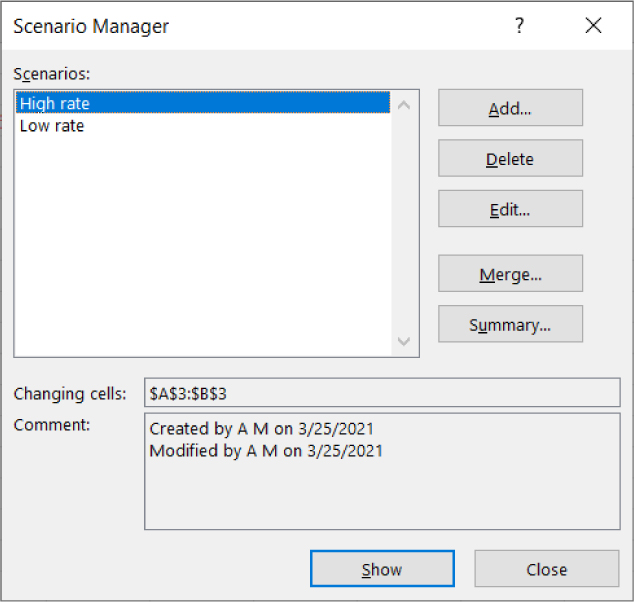 Scenario Manager
?
Scenarios:
High rate
Low rate
Add...
Delete
Edit...
Merge...
Summary...
Changing cells:
$A$3:$B$3
Comment:
Created by A M on 3/25/2021
Modified by A M on 3/25/2021
Show
Close